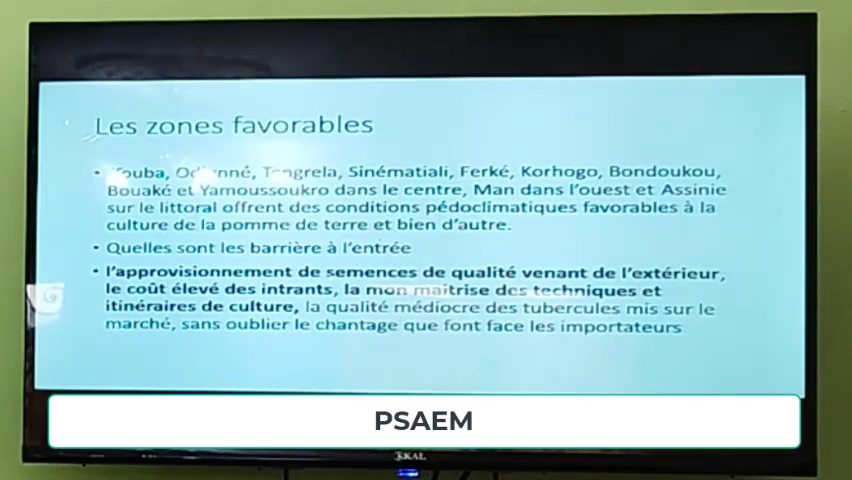 Les zones favorables
• Touba, Odienné, Tengrela, Sinématiali, Ferké, Korhogo, Bondoukou,
Bouaké et Yamoussoukro dans le centre, Man dans l'ouest et Assinie
sur le littoral offrent des conditions pédoclimatiques favorables à la
culture de la pomme de terre et bien d'autre.
• Quelles sont les barrière à l'entrée
• l'approvisionnement de semences de qualité venant de l'extérieur,
le coût élevé des intrants, la mon maitrise des techniques et
itinéraires de culture, la qualité médiocre des tubercules mis sur le
marché, sans oublier le chantage que font face les importateurs
PSAEM